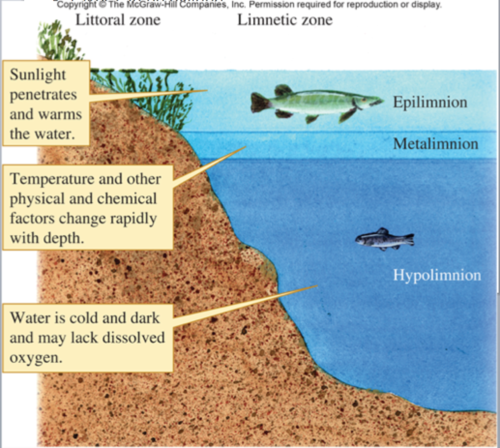 Copyright © The McGraw-Hill Companies, Inc. Permission required for reproduction or display.
Littoral zone
Limnetic zone
Sunlight
penetrates
and warms
the water.
Epilimnion
Metalimnion
Temperature and other
physical and chemical
factors change rapidly
with depth.
Hypolimnion
Water is cold and dark
and may lack dissolved
oxygen.